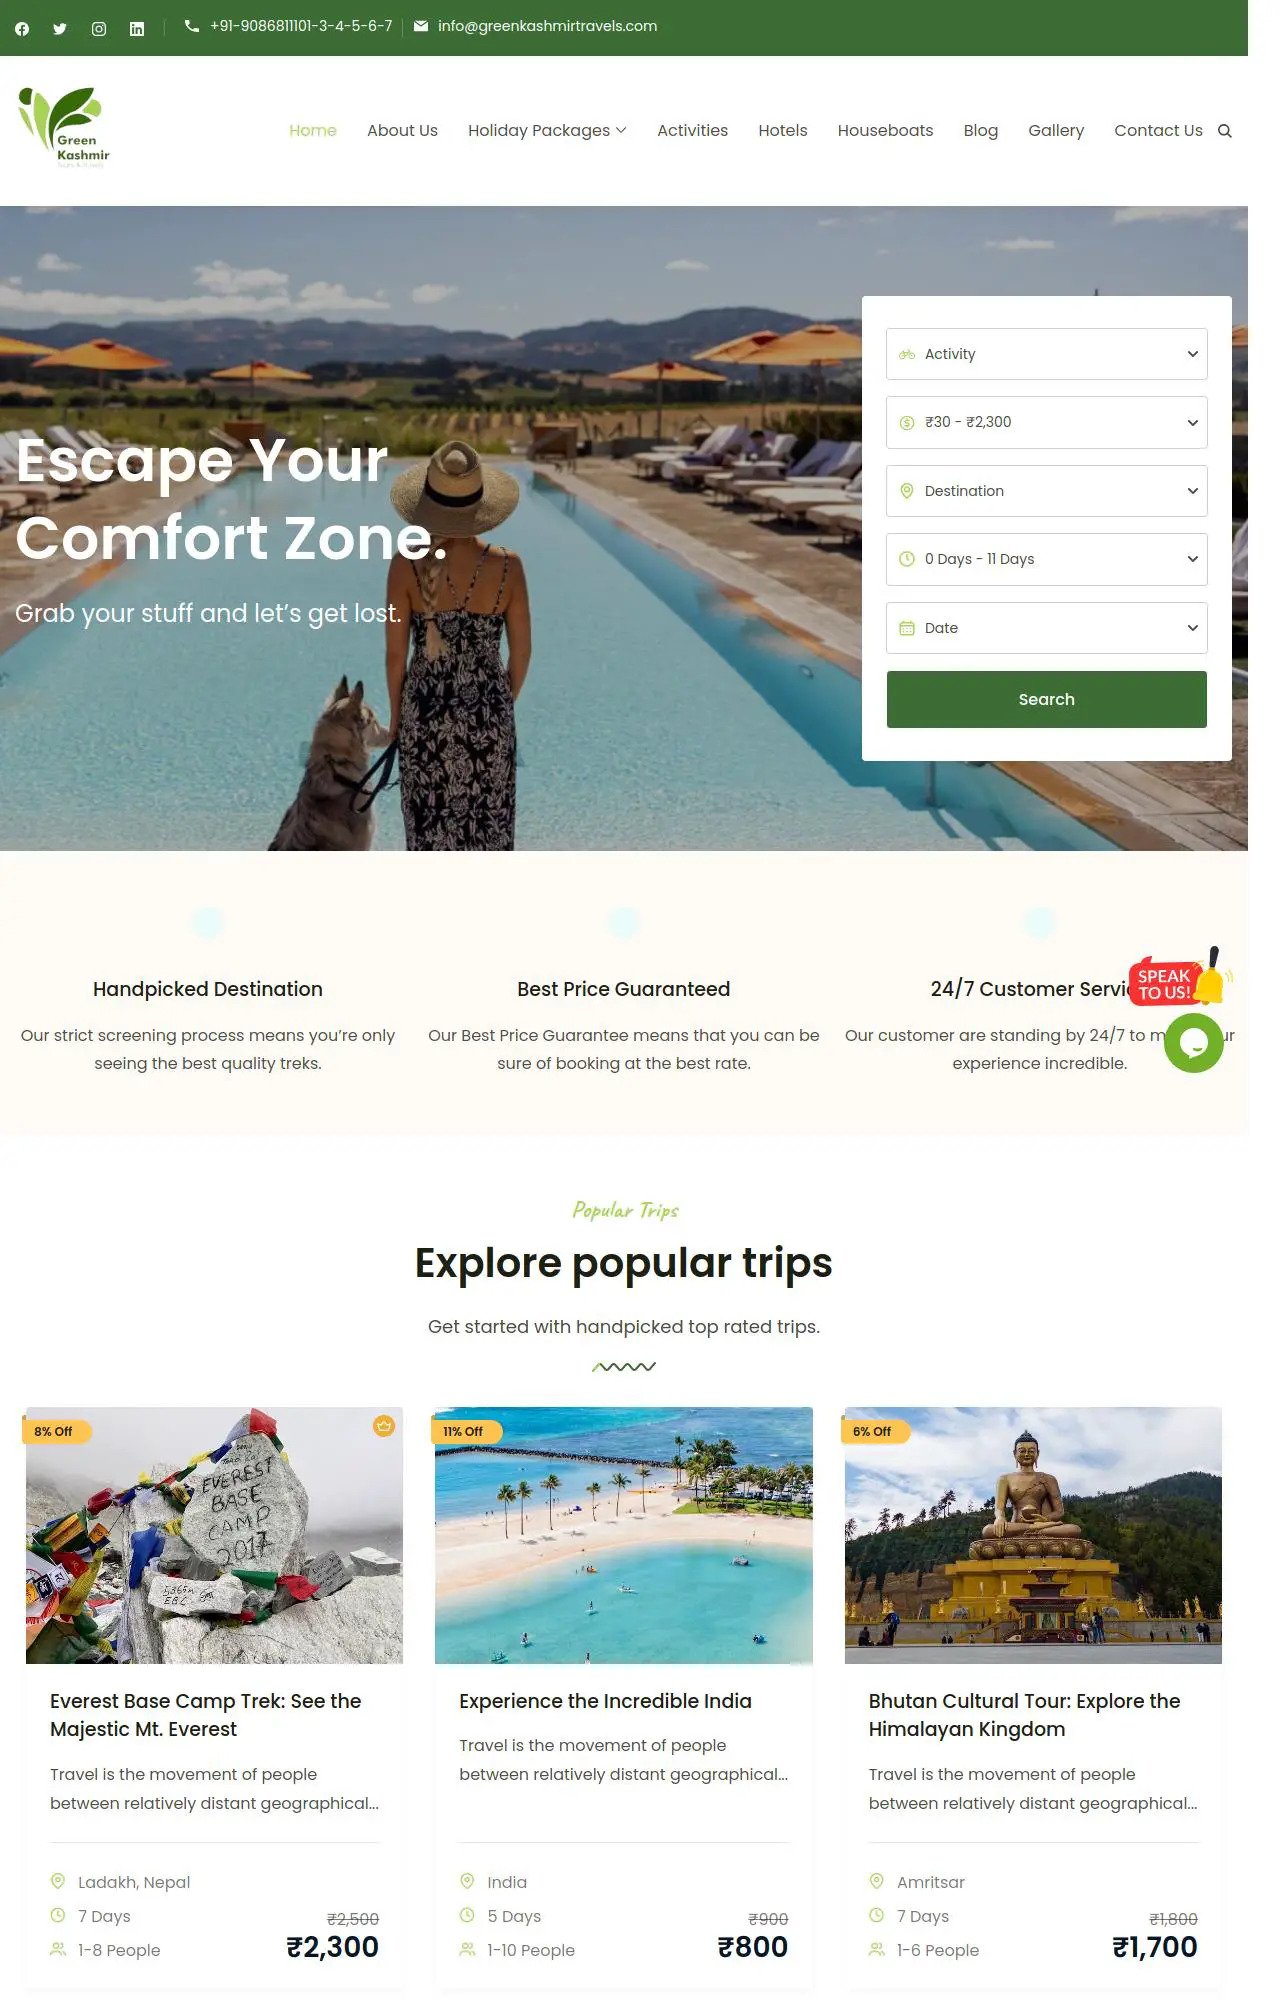 +91-9086811101-3-4-5-6-7
info@greenkashmirtravels.com
Green
Kashmir
Home
About Us
Holiday Packages
Activities
Hotels
Houseboats
Blog
Gallery
Contact Us
Escape Your
Comfort Zone.
Grab your stuff and let's get lost.
Activity
₹30 - ₹2,300
Destination
0 Days - 11 Days
Date
Search
Handpicked Destination
Our strict screening process means you're only
seeing the best quality treks.
Best Price Guaranteed
Our Best Price Guarantee means that you can be
sure of booking at the best rate.
24/7 Customer
Our customer are standing by 24/7 to
experience incredible.
SPEAK
TO US!
Popular Trips
Explore popular trips
Get started with handpicked top rated trips.
8% Off
EVEREST
BASE
CAMP
2017
Everest Base Camp Trek: See the
Majestic Mt. Everest
Travel is the movement of people
between relatively distant geographical...
Ladakh, Nepal
7 Days
1-8 People
₹2,500
₹2,300
11% Off
Experience the Incredible India
Travel is the movement of people
between relatively distant geographical...
India
5 Days
1-10 People
₹900
₹800
6% Off
Bhutan Cultural Tour: Explore the
Himalayan Kingdom
Travel is the movement of people
between relatively distant geographical...
Amritsar
7 Days
1-6 People
₹1,800
₹1,700